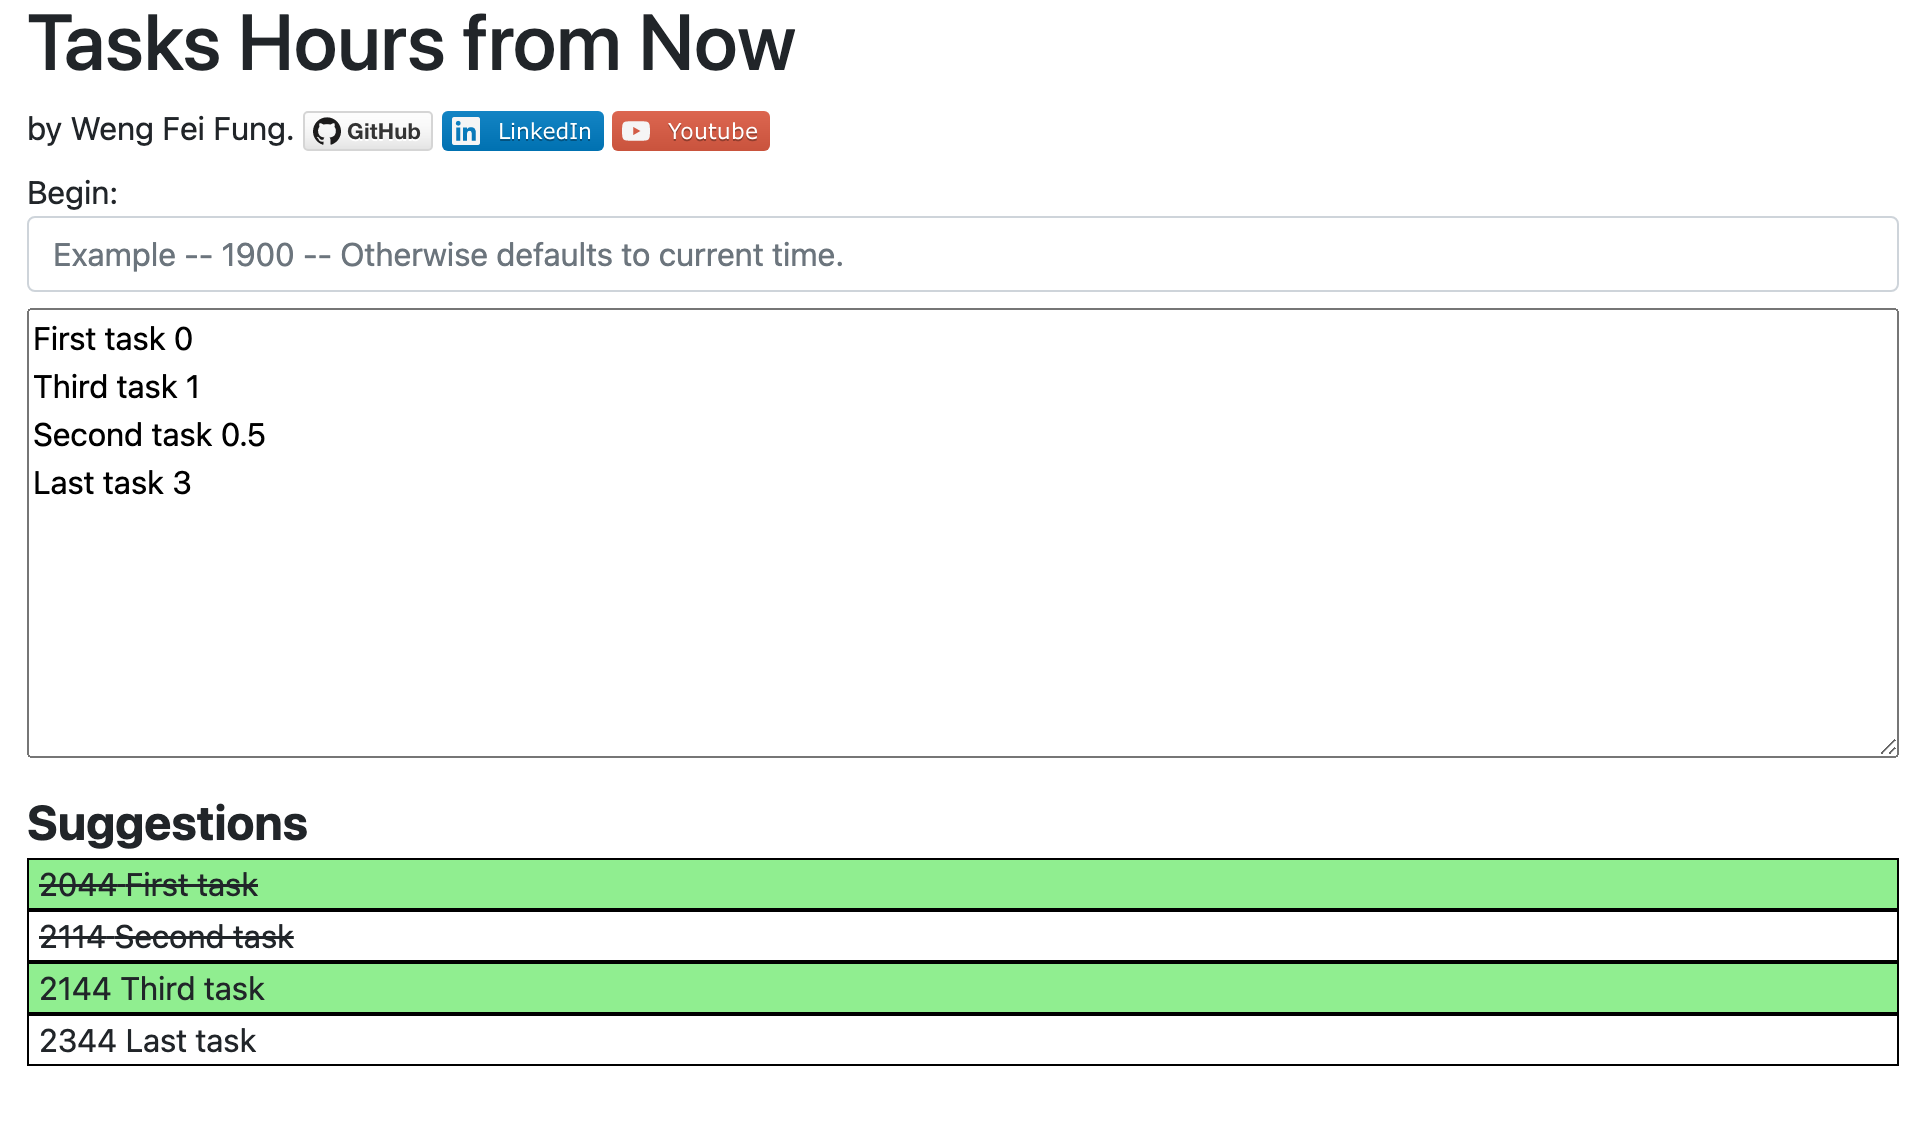 Tasks Hours from Now
by Weng Fei Fung. GitHub LinkedIn Youtube
Begin:
Example -- 1900 -- Otherwise defaults to current time.
First task 0
Third task 1
Second task 0.5
Last task 3
Suggestions
2044 First task
2114 Second task
2144 Third task
2344 Last task